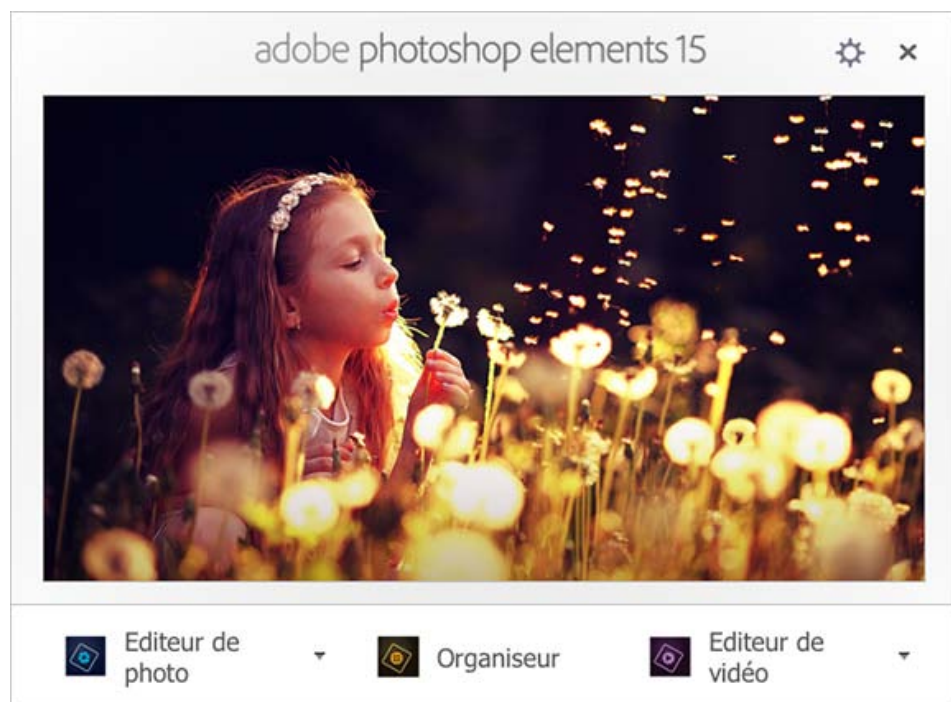 adobe photoshop elements 15
Editeur de
photo
Organiseur
Editeur de
vidéo